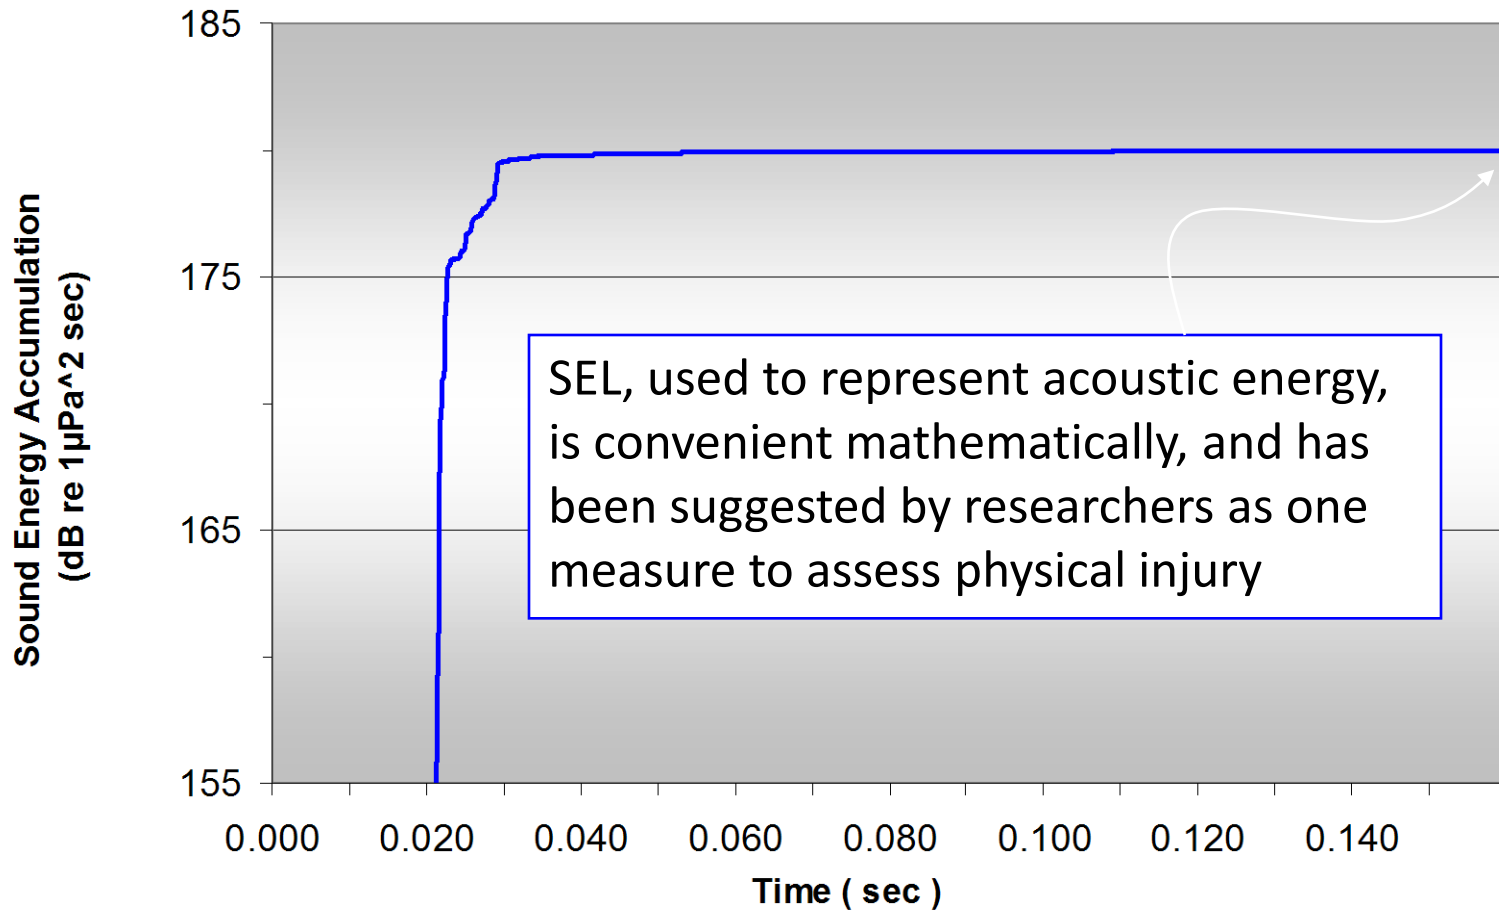 185
175
165
155
Sound Energy Accumulation
(dB re 1µPa^2 sec)
SEL, used to represent acoustic energy,
is convenient mathematically, and has
been suggested by researchers as one
measure to assess physical injury
0.000 0.020 0.040 0.060 0.080 0.100 0.120 0.140
Time ( sec )